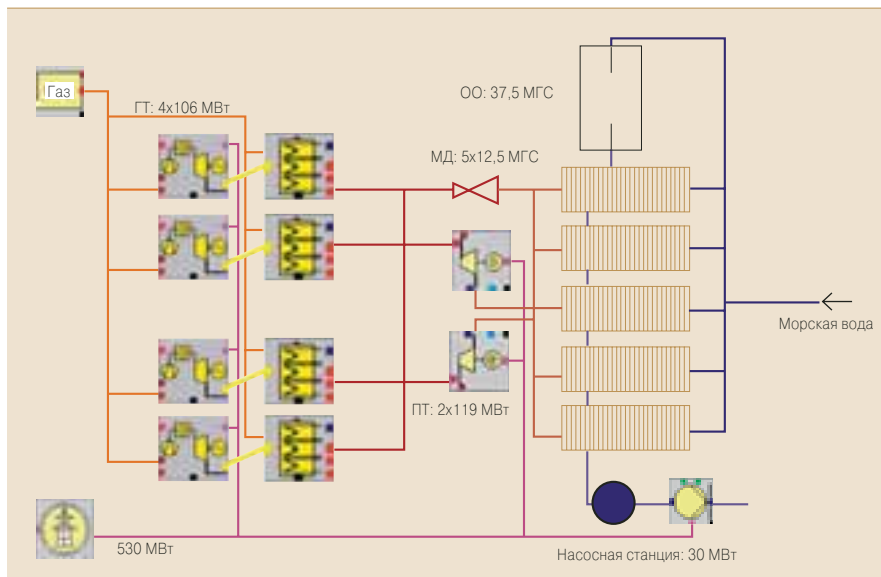 ОО: 37,5 МГС
Газ
ГТ: 4x106 МВт
МД: 5x12,5 МГС
Морская вода
ПТ: 2x119 МВт
530 МВт
Насосная станция: 30 МВт